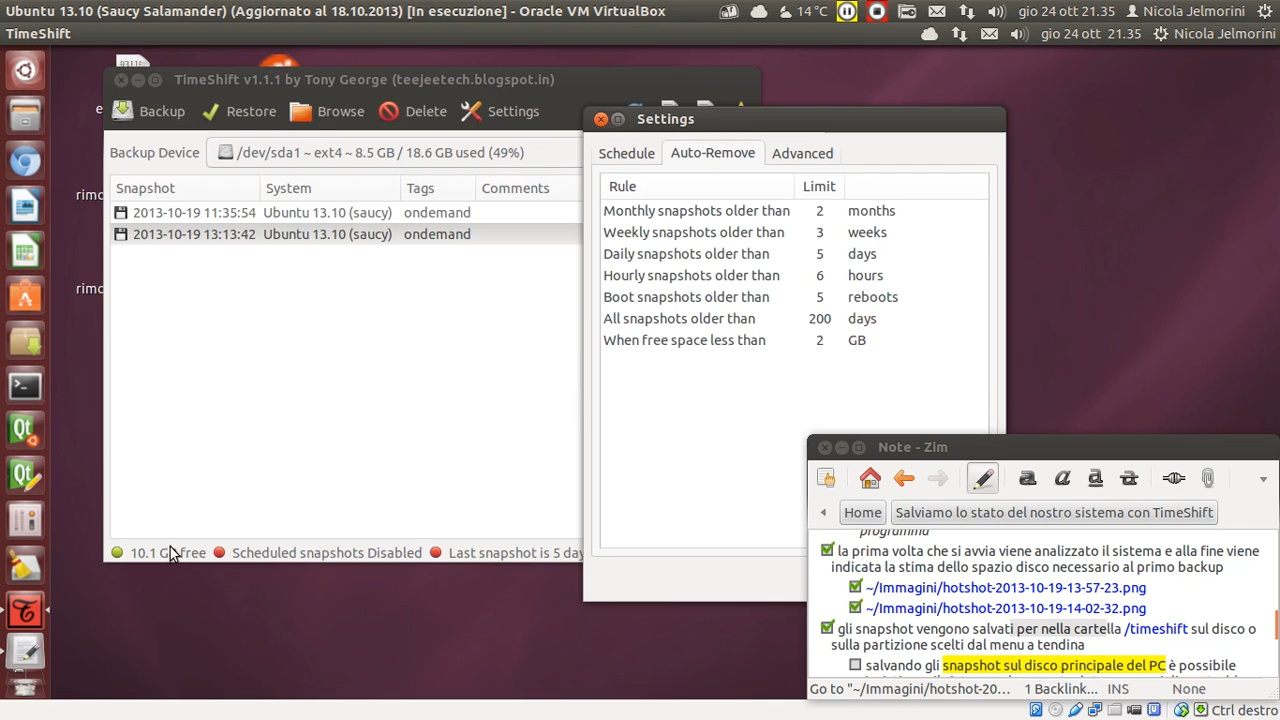 Ubuntu 13.10 (Saucy Salamander) (Aggiornato al 18.10.2013) [In esecuzione] - Oracle VM VirtualBox
14 °C
gio 24 ott 21.35
Nicola Jelmorini
TimeShift
gio 24 ott 21.35
Nicola Jelmorini
TimeShift v1.1.1 by Tony George (teejeetech.blogspot.in)
Backup Restore Browse Delete Settings
Backup Device /dev/sda1 ~ ext4 ~ 8.5 GB / 18.6 GB used (49%)
Snapshot System Tags Comments
2013-10-19 11:35:54 Ubuntu 13.10 (saucy) ondemand
2013-10-19 13:13:42 Ubuntu 13.10 (saucy) ondemand
free Scheduled snapshots Disabled Last snapshot is 5
rimo
Settings
Schedule Auto-Remove Advanced
Rule Limit
Monthly snapshots older than 2 months
Weekly snapshots older than 3 weeks
Daily snapshots older than 5 days
Hourly snapshots older than 6 hours
Boot snapshots older than 5 reboots
All snapshots older than 200 days
When free space less than 2 GB
Note - Zim
Home Salviamo lo stato del nostro sistema con TimeShift
programma
la prima volta che si avvia viene analizzato il sistema e alla fine viene
indicata la stima dello spazio disco necessario al primo backup
~/Immagini/hotshot-2013-10-19-13-57-23.png
~/Immagini/hotshot-2013-10-19-14-02-32.png
gli snapshot vengono salvati per nella cartella /timeshift sul disco o
sulla partizione scelti dal menu a tendina
salvando gli snapshot sul disco principale del PC è possibile
Go to "~/Immagini/hotshot-20... 1 Backlink... INS None
Ctrl destro